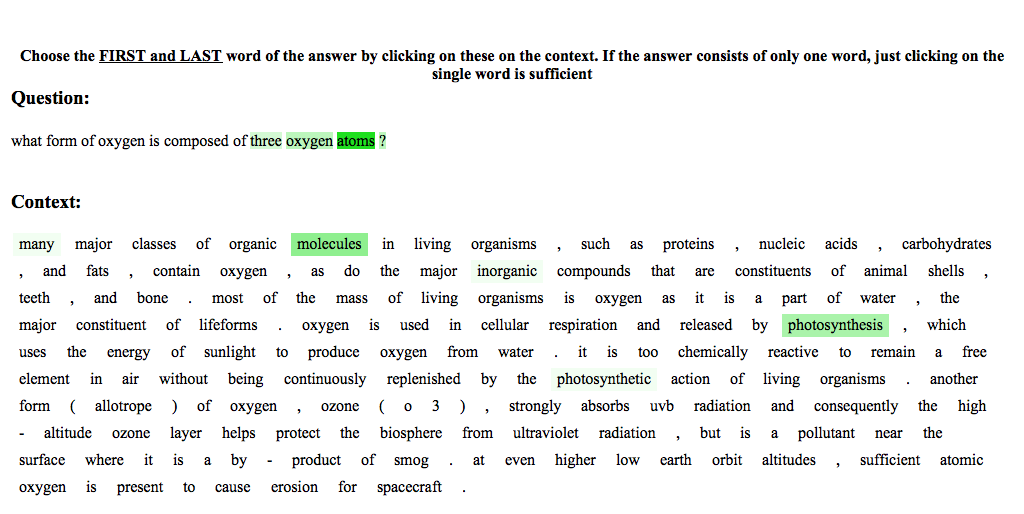 Choose the FIRST and LAST word of the answer by clicking on these on the context. If the answer consists of only one word, just clicking on the
single word is sufficient
Question:
what form of oxygen is composed of three oxygen atoms ?
Context:
many major classes of organic molecules in living organisms , such as proteins , nucleic acids , carbohydrates
, and fats , contain oxygen , as do the major inorganic compounds that are constituents of animal shells ,
teeth , and bone . most of the mass of living organisms is oxygen as it is a part of water , the
major constituent of lifeforms . oxygen is used in cellular respiration and released by photosynthesis , which
uses the energy of sunlight to produce oxygen from water . it is too chemically reactive to remain a free
element in air without being continuously replenished by the photosynthetic action of living organisms . another
form ( allotrope ) of oxygen , ozone ( o 3 ) , strongly absorbs uvb radiation and consequently the high
- altitude ozone layer helps protect the biosphere from ultraviolet radiation , but is a pollutant near the
surface where it is a by - product of smog . at even higher low earth orbit altitudes , sufficient atomic
oxygen is present to cause erosion for spacecraft .